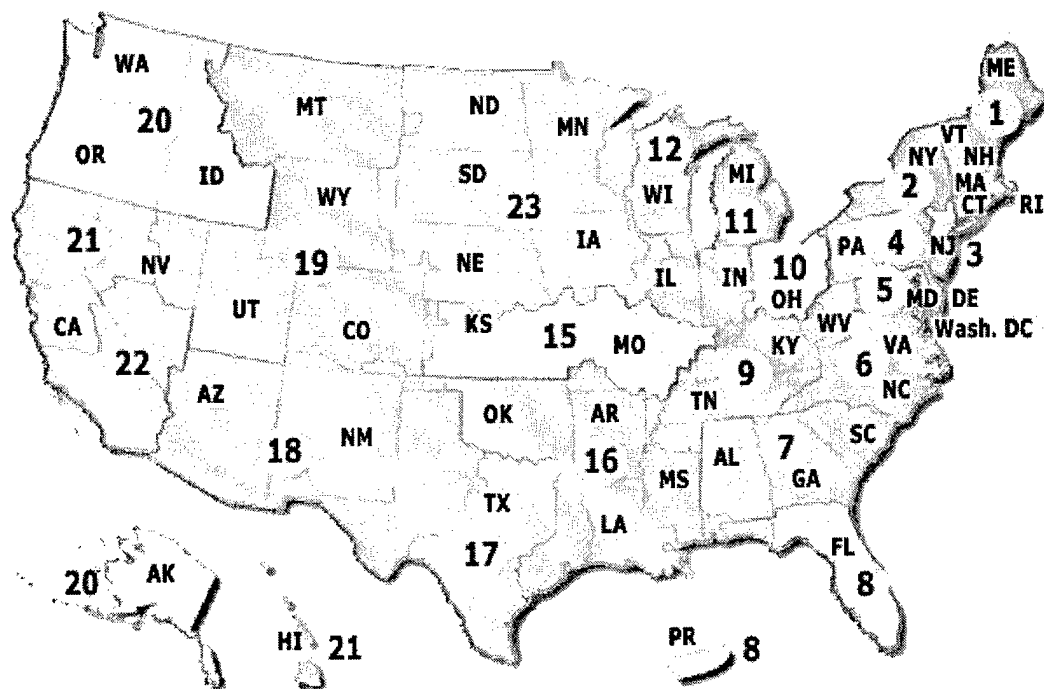 WA
ME
MT
ND
MN
1
20
VT
OR
12
NY
NH
ID
SD
MI
2
MA
WY
WI
CT
RI
23
11
21
IA
PA
4
NJ
3
NV
19
NE
IL
IN
10
UT
OH
5
MD
DE
CA
CO
KS
15
MO
WV
Wash. DC
22
KY
VA
9
6
AZ
NC
TN
OK
AR
SC
18
NM
16
MS
AL
7
GA
TX
LA
17
FL
20
AK
8
HI
21
PR
8